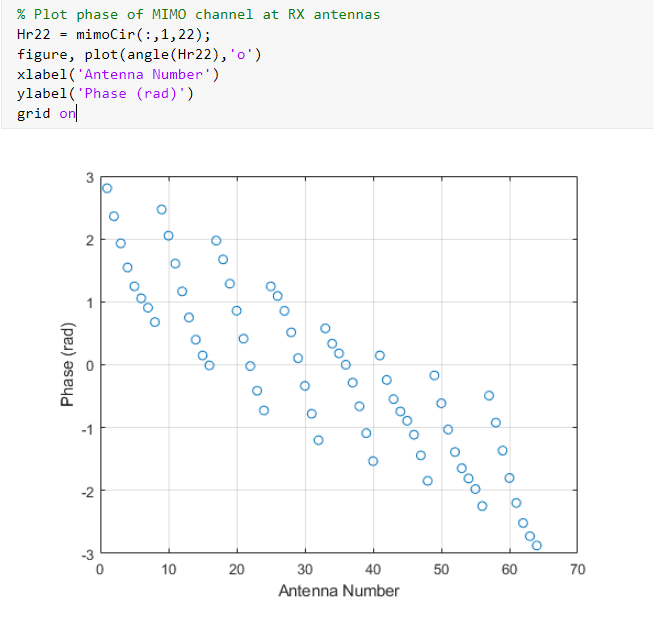 % Plot phase of MIMO channel at RX antennas
Hr22 = mimoCir(:,1,22);
figure, plot(angle(Hr22),'o')
xlabel('Antenna Number')
ylabel('Phase (rad)')
grid on
3
2
1
0
-1
-2
-3
Phase (rad)
0 10 20 30 40 50 60 70
Antenna Number